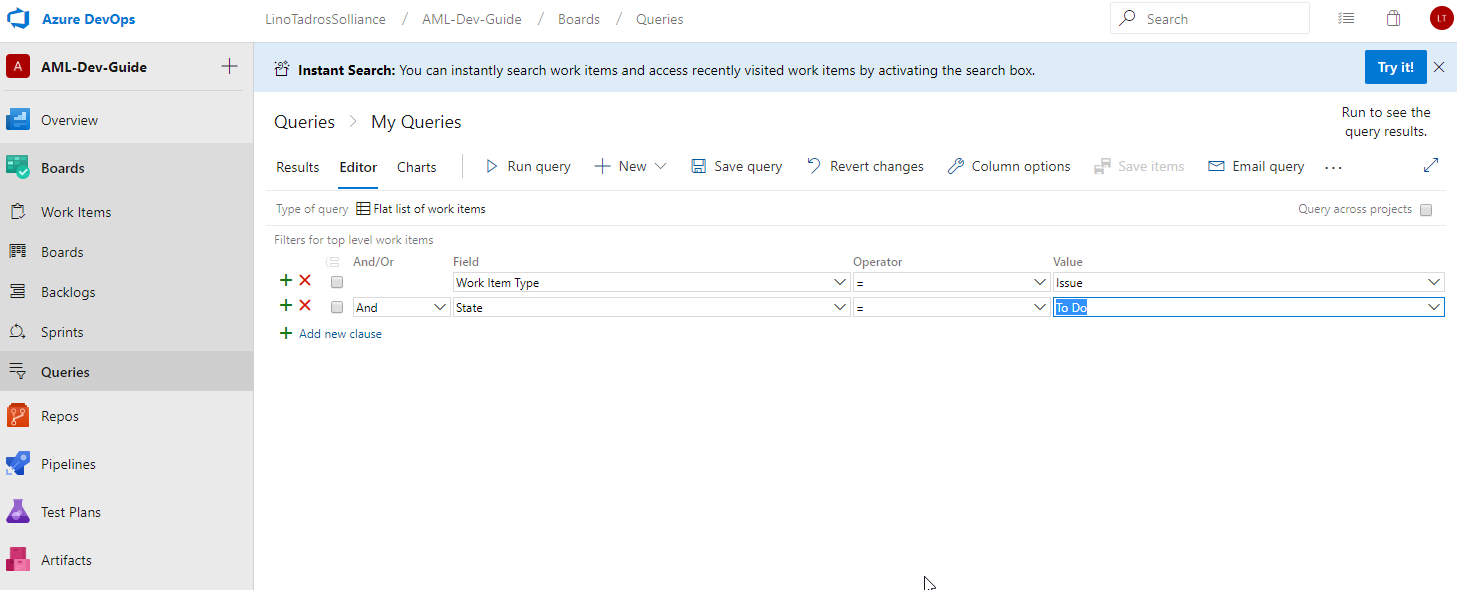 Azure DevOps
LinoTadrosSolliance / AML-Dev-Guide / Boards / Queries
Search
LT
A AML-Dev-Guide
Instant Search: You can instantly search work items and access recently visited work items by activating the search box.
Try it!
Overview
Boards
Work Items
Boards
Backlogs
Sprints
Queries
Repos
Pipelines
Test Plans
Artifacts
Queries > My Queries
Run to see the
query results.
Results Editor Charts Run query New Save query Revert changes Column options Save items Email query ...
Type of query Flat list of work items
Query across projects
Filters for top level work items
And/Or Field Operator Value
Work Item Type = Issue
And State = To Do
Add new clause